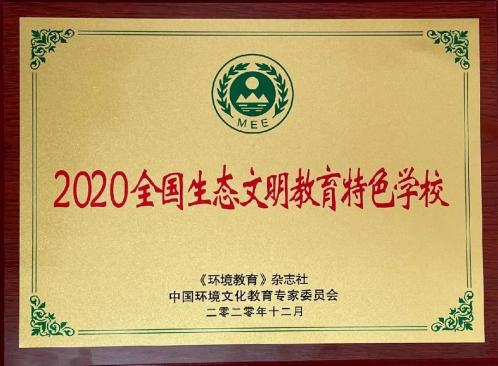 MEE
2020全国生态文明教育特色学校
《环境教育》杂志社
中国环境文化教育专家委员会
二零二零年十二月